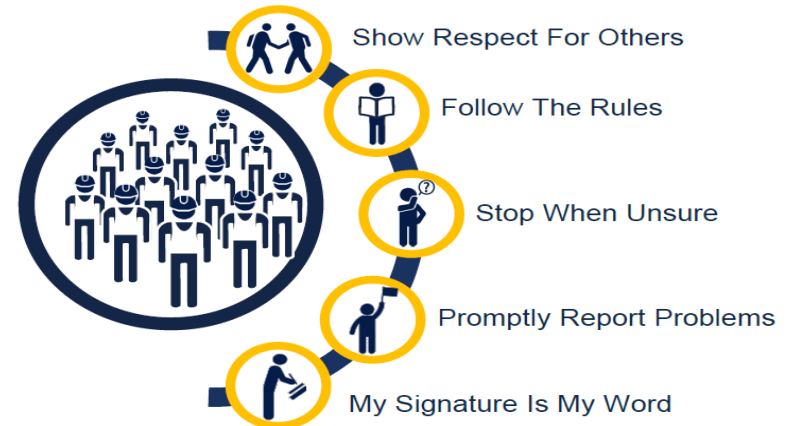 Show Respect For Others
Follow The Rules
?
Stop When Unsure
Promptly Report Problems
My Signature Is My Word